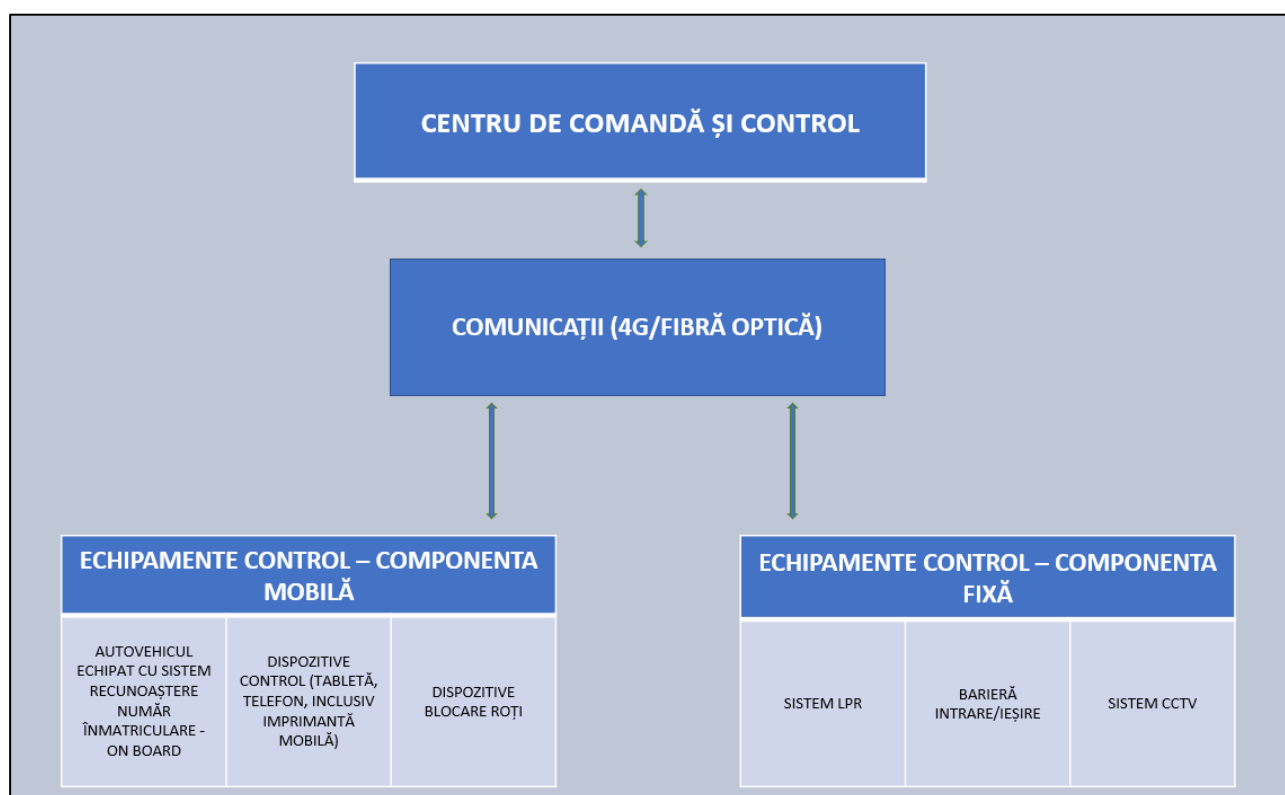 CENTRU DE COMANDĂ ȘI CONTROL
COMUNICAȚII (4G/FIBRĂ OPTICĂ)
ECHIPAMENTE CONTROL – COMPONENTA
MOBILĂ
AUTOVEHICUL
ECHIPAT CU SISTEM
RECUNOAȘTERE
NUMĂR
ÎNMATRICULARE -
ON BOARD
DISPOZITIVE
CONTROL (TABLETĂ,
TELEFON, INCLUSIV
IMPRIMANTĂ
MOBILĂ)
DISPOZITIVE
BLOCARE ROȚI
ECHIPAMENTE CONTROL – COMPONENTA
FIXĂ
SISTEM LPR
BARIERĂ
INTRARE/IEȘIRE
SISTEM CCTV